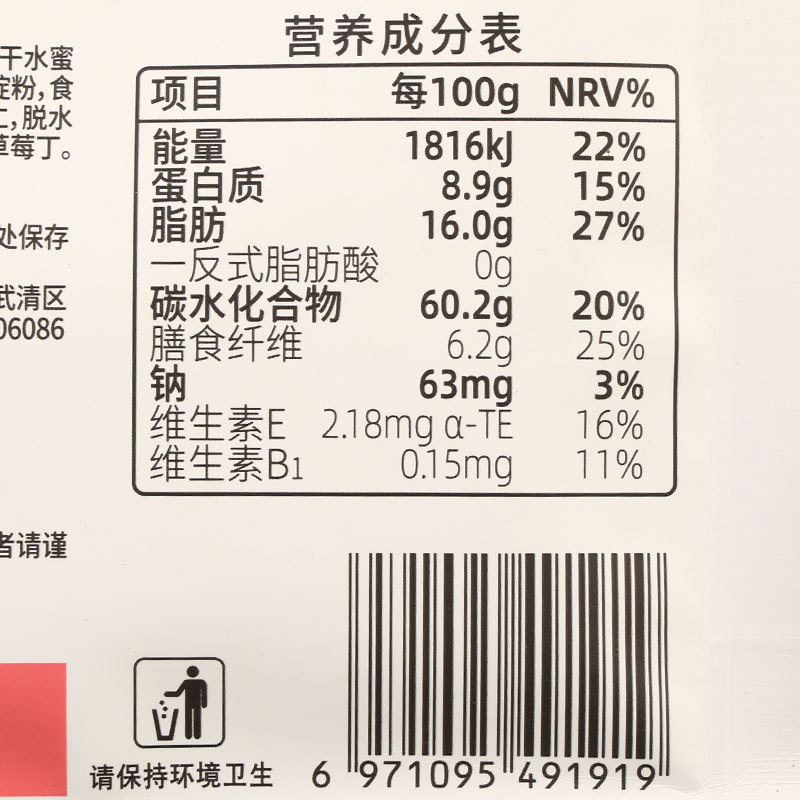 营养成分表
项目 每100g NRV%
能量 1816kJ 22%
蛋白质 8.9g 15%
脂肪 16.0g 27%
一反式脂肪酸 0g
碳水化合物 60.2g 20%
膳食纤维 6.2g 25%
钠 63mg 3%
维生素E 2.18mg α-TE 16%
维生素B1 0.15mg 11%
干水蜜
淀粉,食
仁,脱水
草莓丁。
处保存
武清区
06086
者请谨
请保持环境卫生
6 971095 491919